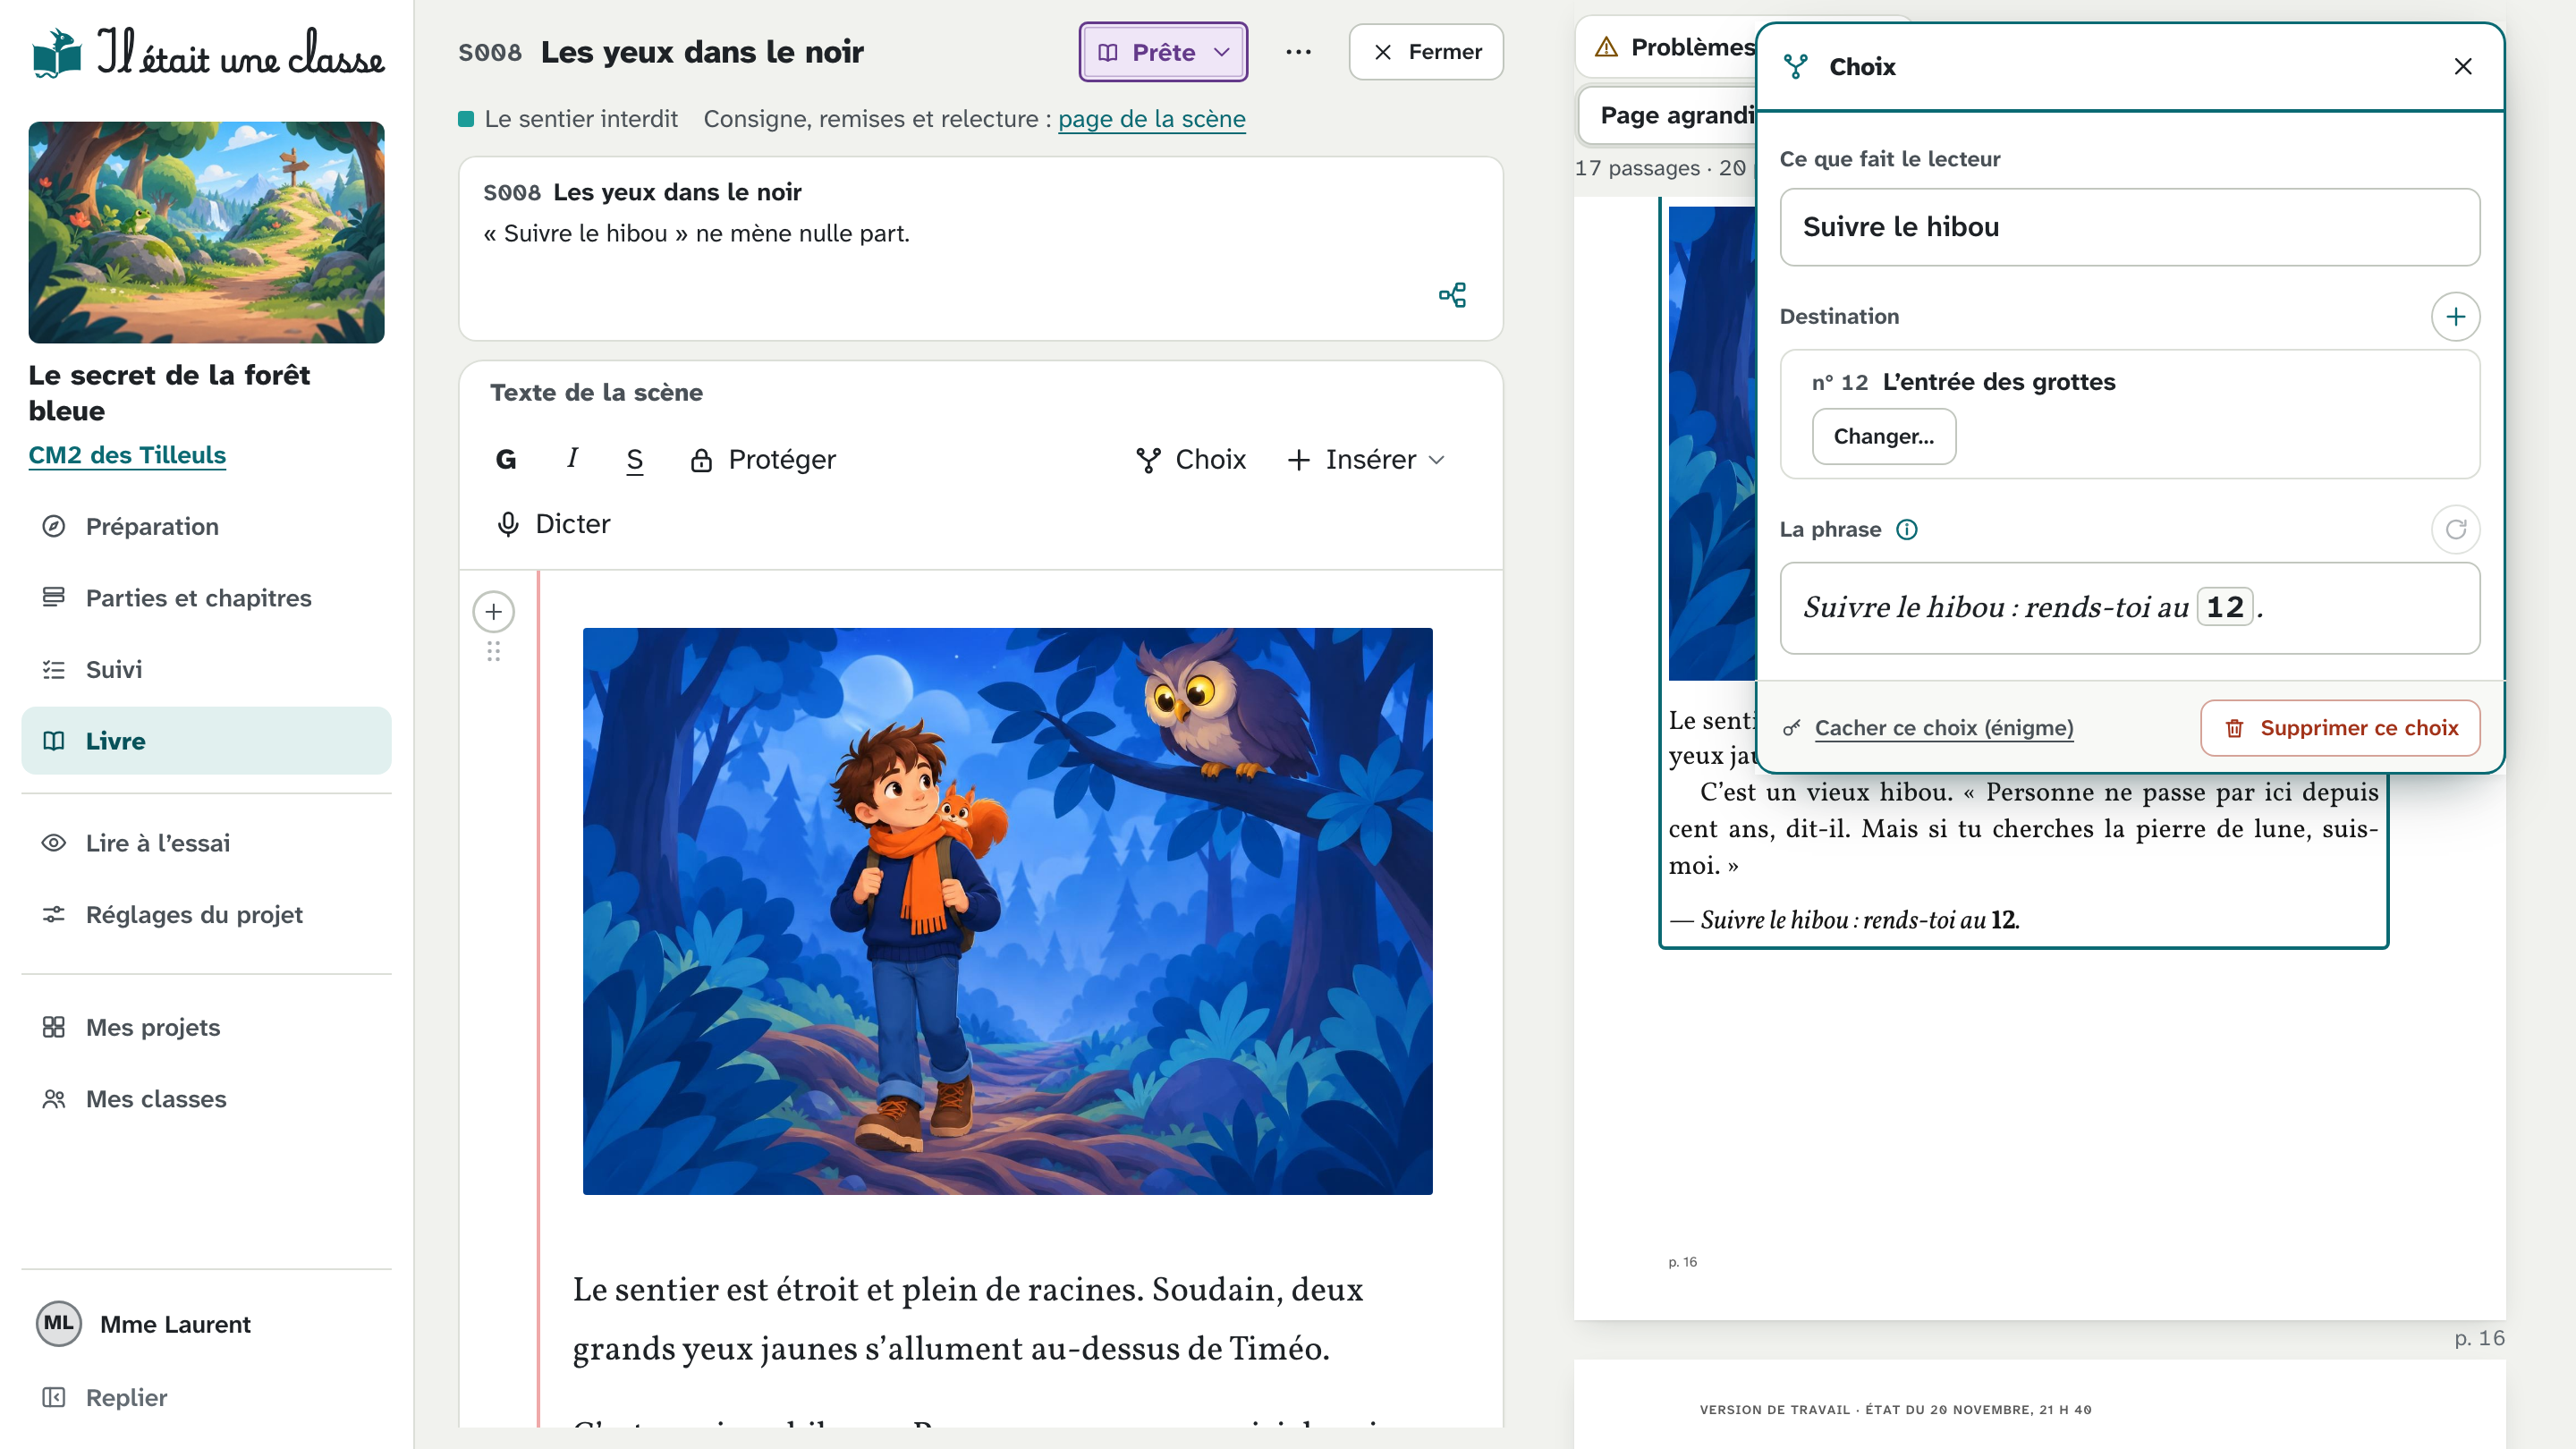 Il était une classe
Le secret de la forêt
bleue
CM2 des Tilleuls
Préparation
Parties et chapitres
Suivi
Livre
Lire à l’essai
Réglages du projet
Mes projets
Mes classes
ML Mme Laurent
Replier
S008 Les yeux dans le noir
Prête
Fermer
Le sentier interdit Consigne, remises et relecture : page de la scène
S008 Les yeux dans le noir
« Suivre le hibou » ne mène nulle part.
Texte de la scène
G I S Protéger Choix Insérer
Dicter
Le sentier est étroit et plein de racines. Soudain, deux
grands yeux jaunes s’allument au-dessus de Timéo.
Problèmes
Page agrandi
17 passages · 20
Choix
Ce que fait le lecteur
Suivre le hibou
Destination
n° 12 L’entrée des grottes
Changer...
La phrase
Suivre le hibou : rends-toi au 12.
Cacher ce choix (énigme)
Supprimer ce choix
Le senti
yeux jau
C’est un vieux hibou. « Personne ne passe par ici depuis
cent ans, dit-il. Mais si tu cherches la pierre de lune, suis-
moi. »
— Suivre le hibou : rends-toi au 12.
p. 16
p. 16
VERSION DE TRAVAIL · ÉTAT DU 20 NOVEMBRE, 21 H 40